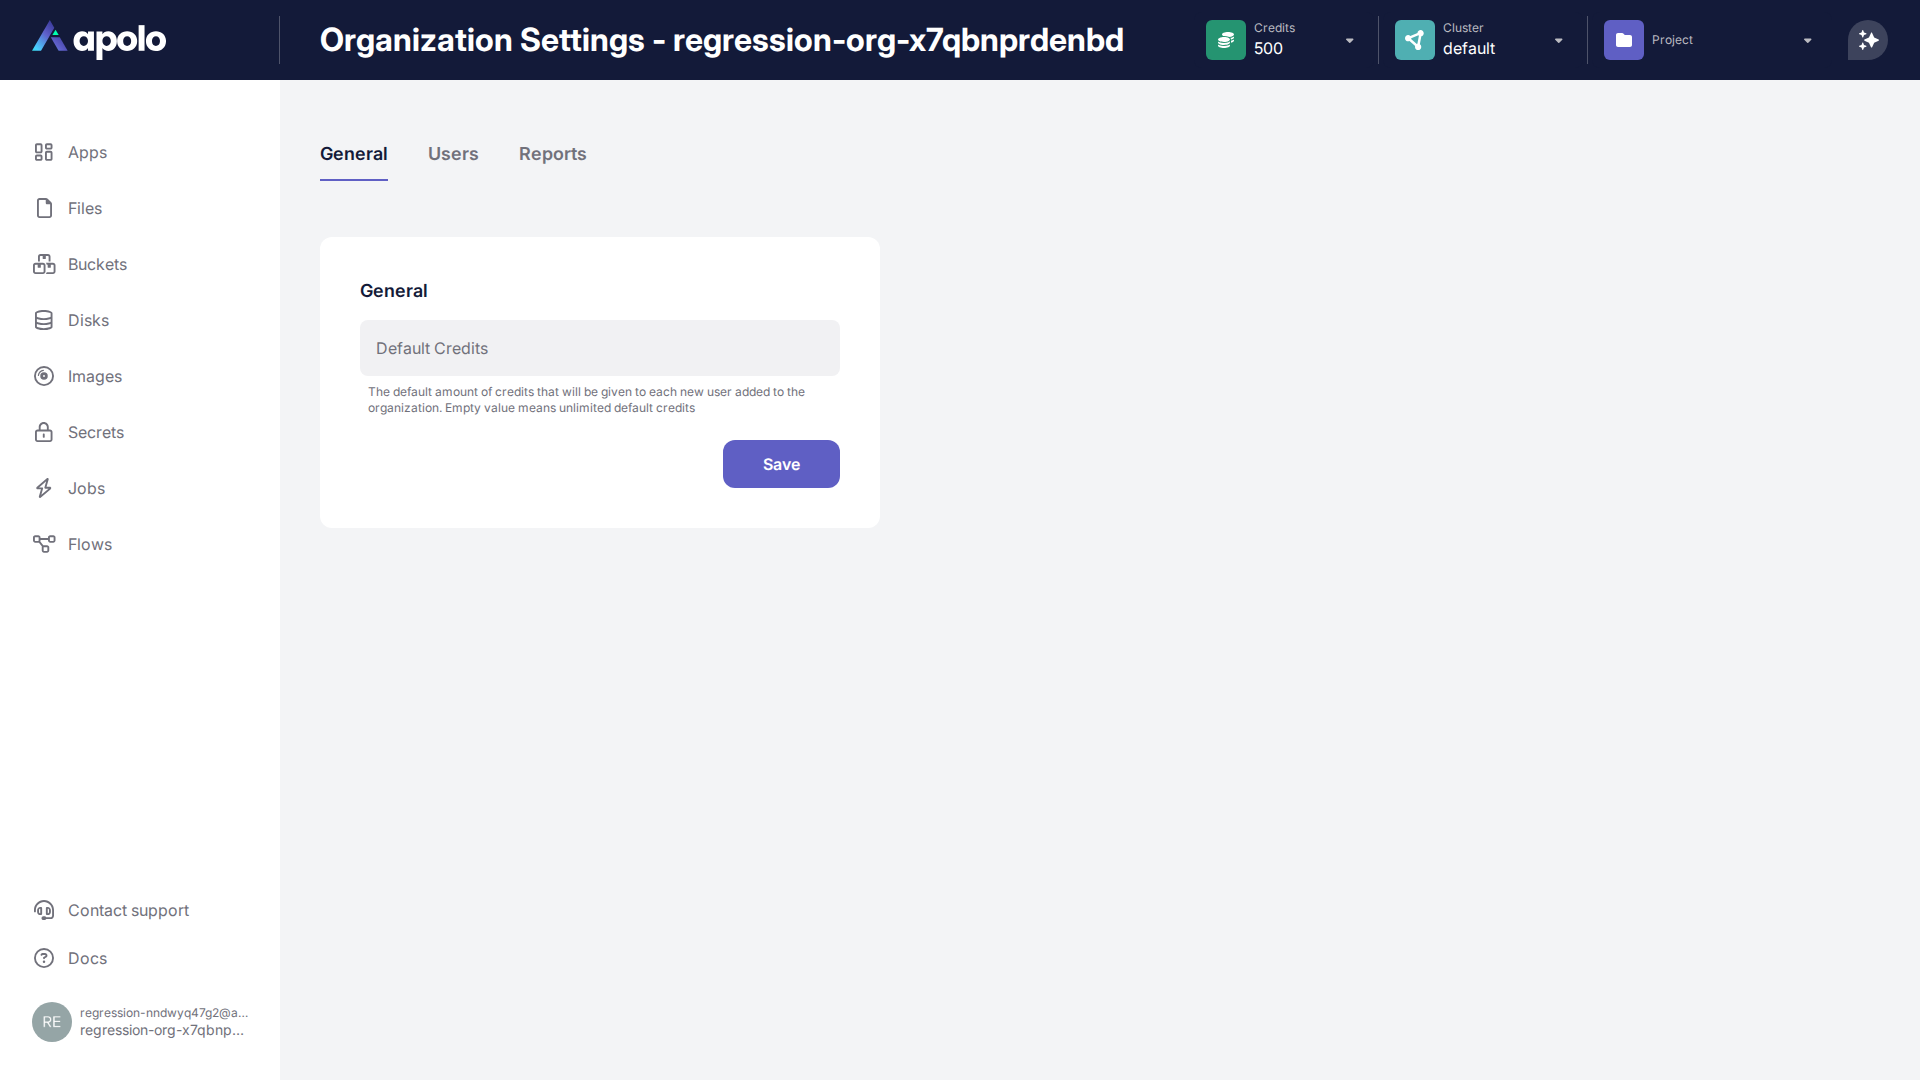 apolo
Organization Settings - regression-org-x7qbnprdenbd
Credits
500
Cluster
default
Project
Apps
Files
Buckets
Disks
Images
Secrets
Jobs
Flows
Contact support
Docs
RE
regression-nndwyq47g2@a...
regression-org-x7qbnp...
General
Users
Reports
General
Default Credits
The default amount of credits that will be given to each new user added to the
organization. Empty value means unlimited default credits
Save